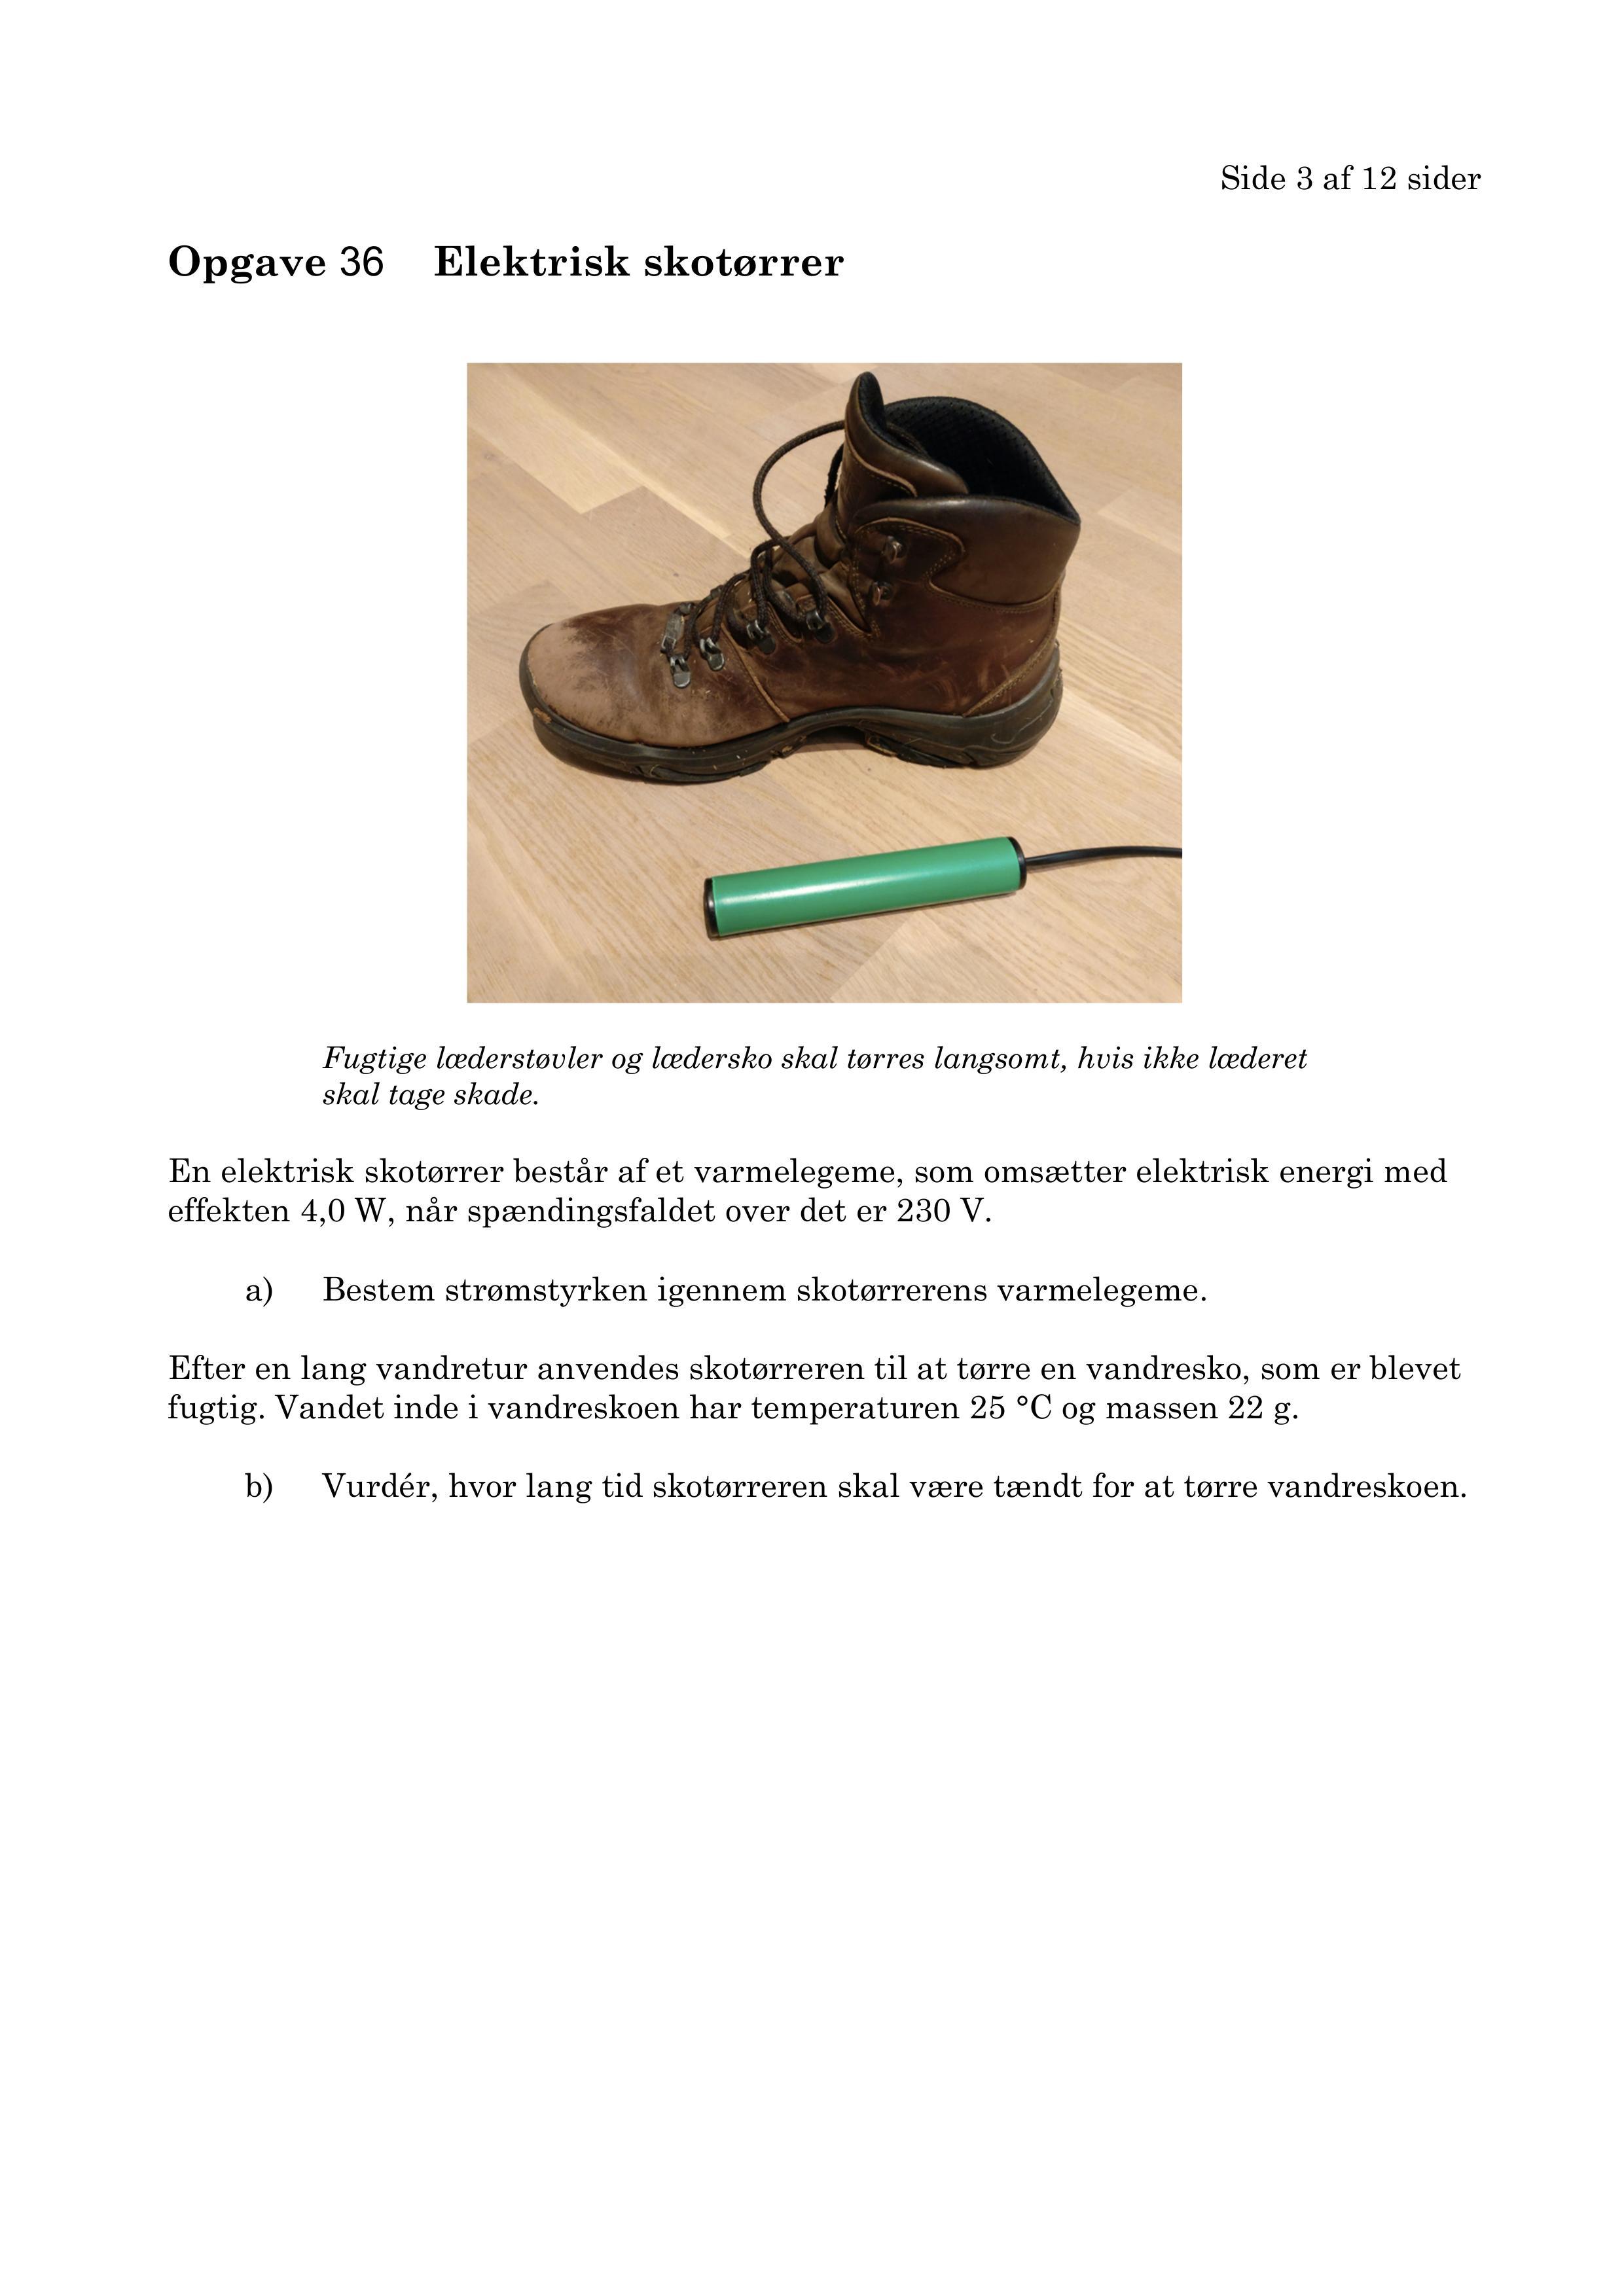 Side 3 af 12 sider
Opgave 36 Elektrisk skotørrer
Fugtige læderstøvler og lædersko skal tørres langsomt, hvis ikke læderet
skal tage skade.
En elektrisk skotørrer består af et varmelegeme, som omsætter elektrisk energi med
effekten 4,0 W, når spændingsfaldet over det er 230 V.
a) Bestem strømstyrken igennem skotørrerens varmelegeme.
Efter en lang vandretur anvendes skotørreren til at tørre en vandresko, som er blevet
fugtig. Vandet inde i vandreskoen har temperaturen 25 °C og massen 22 g.
b) Vurdér, hvor lang tid skotørreren skal være tændt for at tørre vandreskoen.